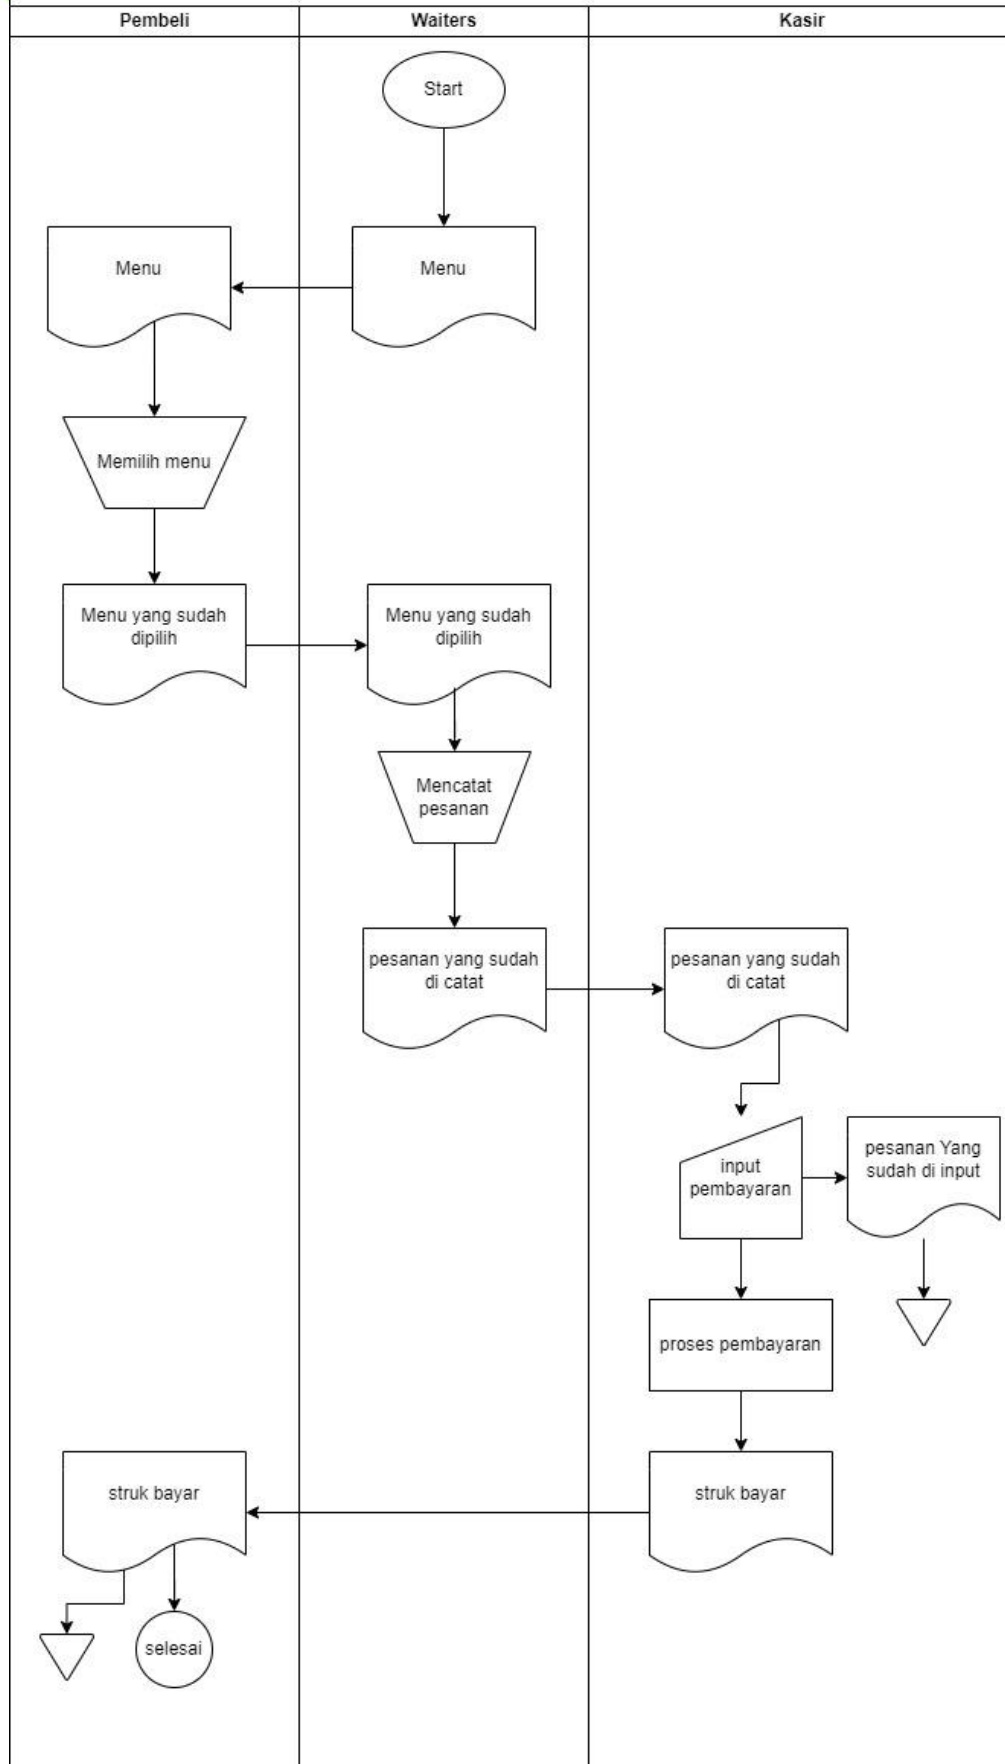 Pembeli
Waiters
Kasir
Start
Menu
Menu
Memilih menu
Menu yang sudah
dipilih
Menu yang sudah
dipilih
Mencatat
pesanan
pesanan yang sudah
di catat
pesanan yang sudah
di catat
input
pembayaran
pesanan Yang
sudah di input
proses pembayaran
struk bayar
struk bayar
selesai